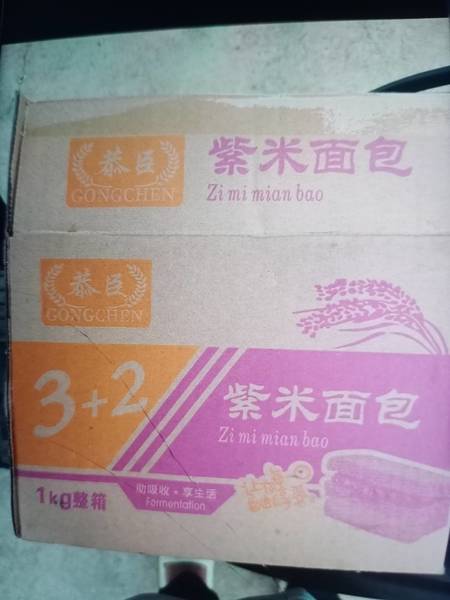 恭臣
GONGCHEN
紫米面包
Zi mi mian bao
恭臣
GONGCHEN
3+2
紫米面包
Zi mi mian bao
1kg整箱
助吸收·享生活
Fermentation